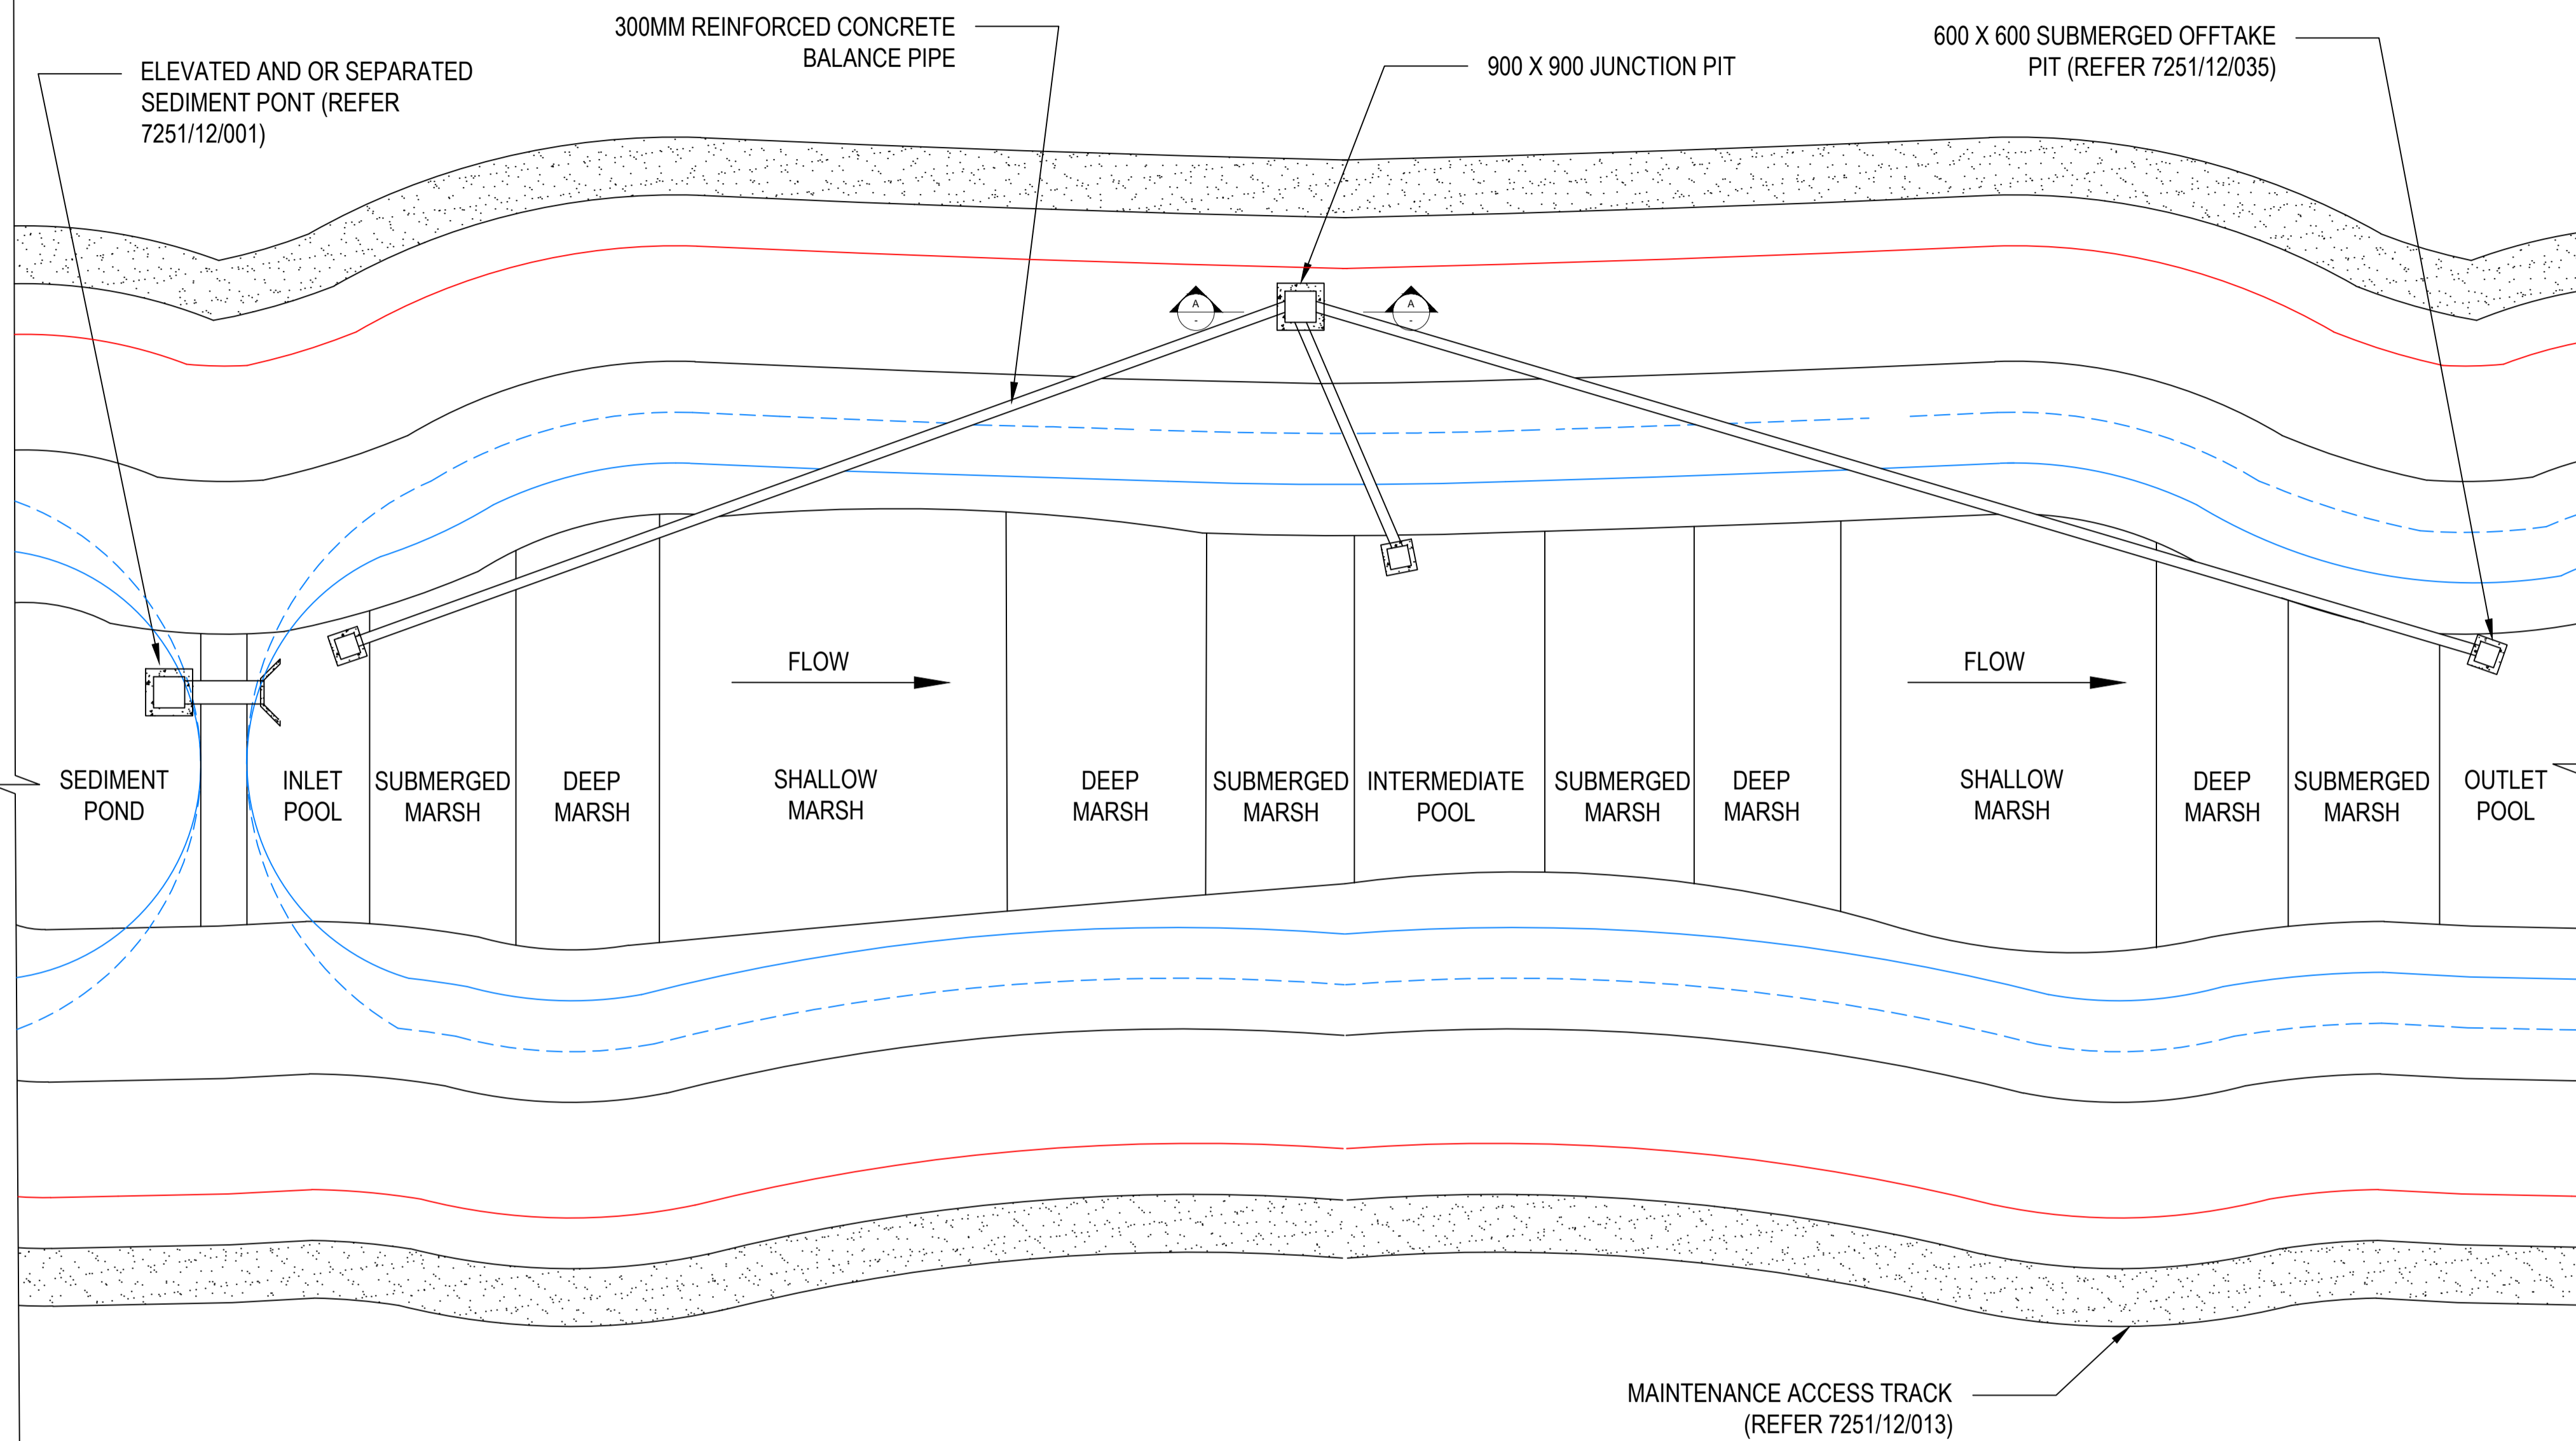 300MM REINFORCED CONCRETE
BALANCE PIPE
600 X 600 SUBMERGED OFFTAKE
PIT (REFER 7251/12/035)
900 X 900 JUNCTION PIT
ELEVATED AND OR SEPARATED
SEDIMENT PONT (REFER
7251/12/001)
A
-
A
-
FLOW
FLOW
SEDIMENT
POND
INLET
POOL
SUBMERGED
MARSH
DEEP
MARSH
SHALLOW
MARSH
DEEP
MARSH
SUBMERGED
MARSH
INTERMEDIATE
POOL
SUBMERGED
MARSH
DEEP
MARSH
SHALLOW
MARSH
DEEP
MARSH
SUBMERGED
MARSH
OUTLET
POOL
MAINTENANCE ACCESS TRACK
(REFER 7251/12/013)